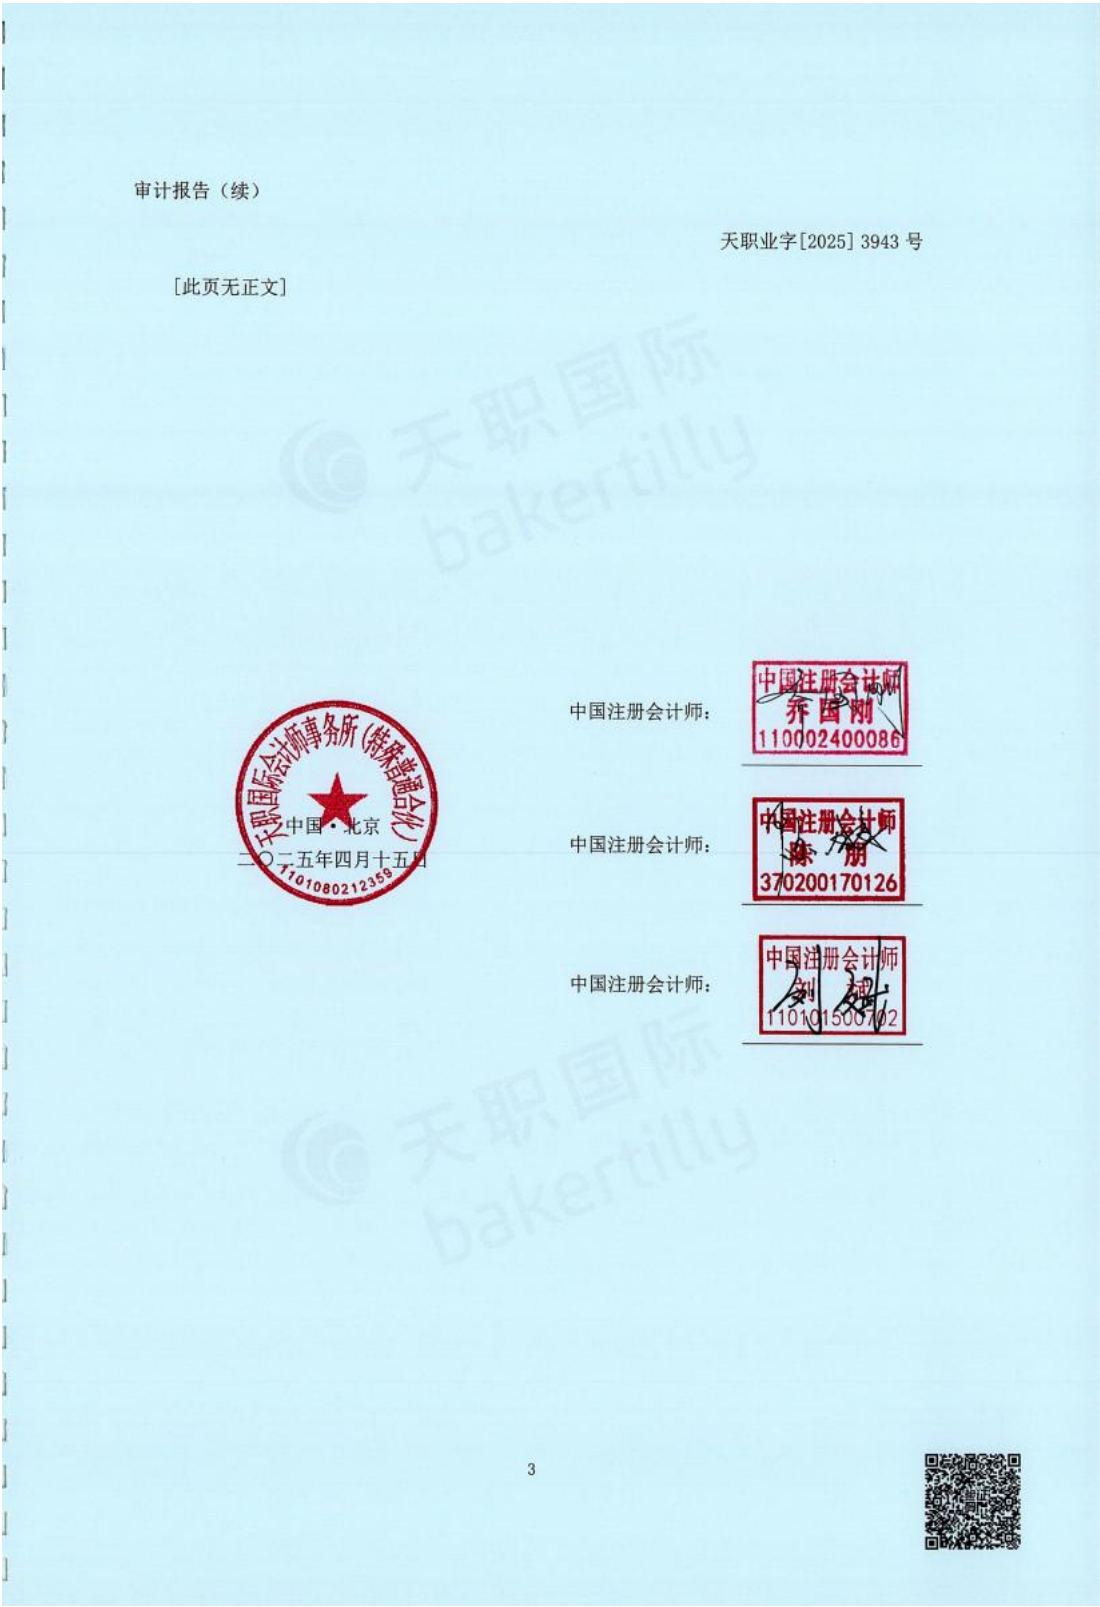 审计报告（续）
天职业字[2025] 3943 号
[此页无正文]
天职国际
bakertilly
中国注册会计师：
中国注册会计师
乔国刚
110002400086
天职国际会计师事务所（特殊普通合伙）
中国·北京
二〇二五年四月十五日
1101080212359
中国注册会计师：
中国注册会计师
陈 朋
370200170126
中国注册会计师：
中国注册会计师
刘
110101500702
天职国际
bakertilly
3